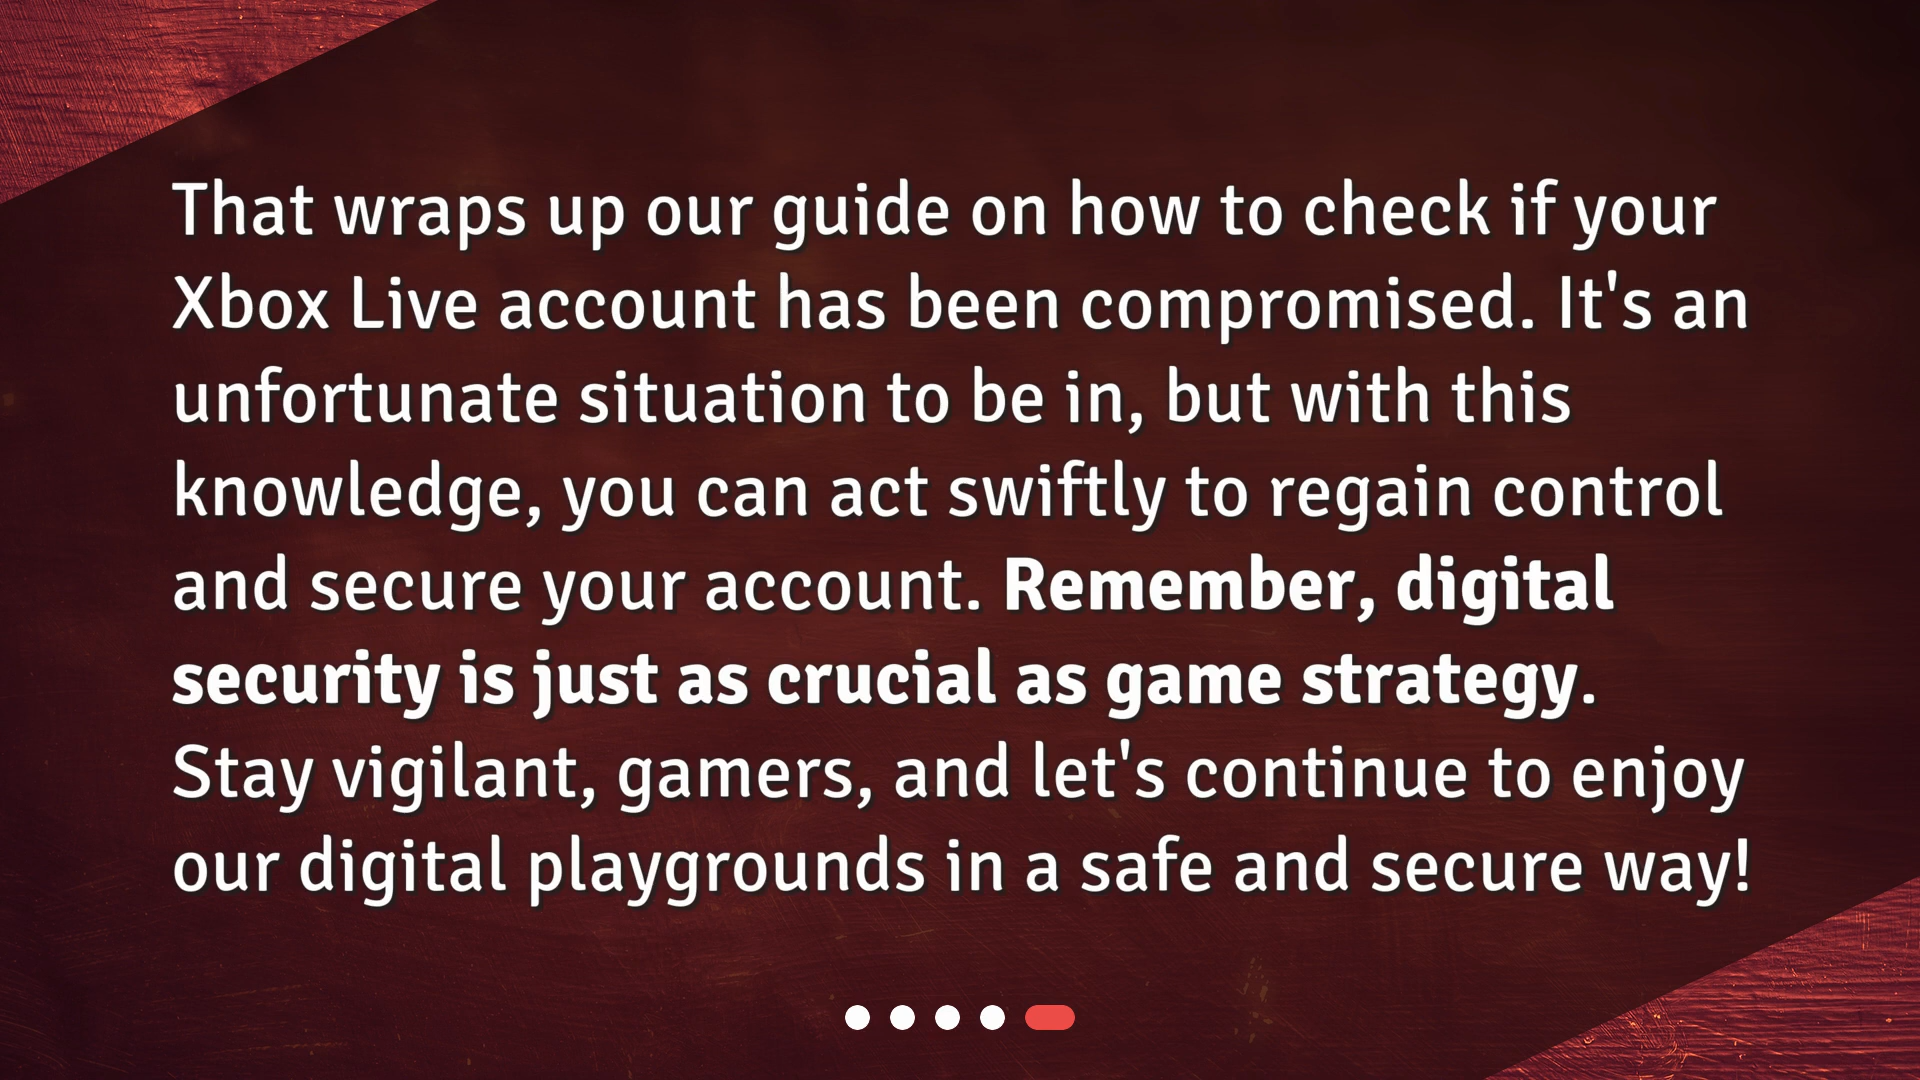 That wraps up our guide on how to check if your
Xbox Live account has been compromised. It's an
unfortunate situation to be in, but with this
knowledge, you can act swiftly to regain control
and secure your account. Remember, digital
security is just as crucial as game strategy.
Stay vigilant, gamers, and let's continue to enjoy
our digital playgrounds in a safe and secure way!